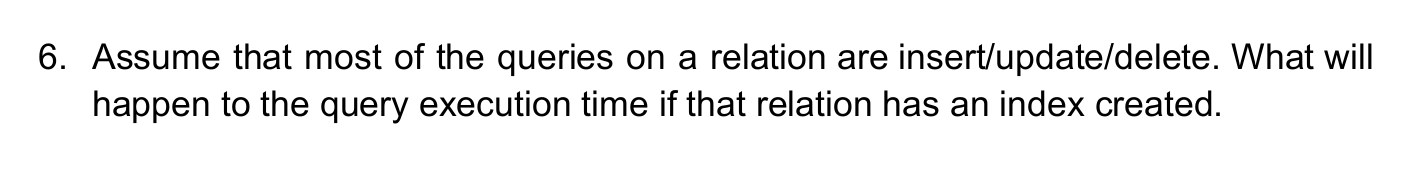 6. Assume that most of the queries on a relation are insert/update/delete. What will
happen to the query execution time if that relation has an index created.